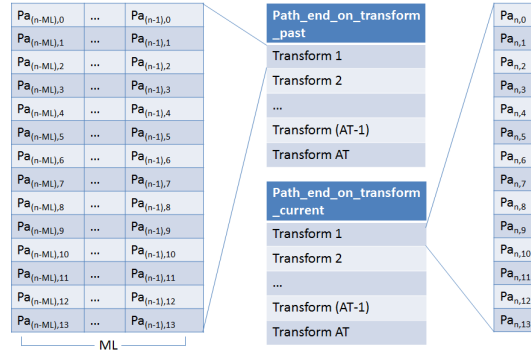 Pa(n-ML),0 ... Pa(n-1),0
Pa(n-ML),1 ... Pa(n-1),1
Pa(n-ML),2 ... Pa(n-1),2
Pa(n-ML),3 ... Pa(n-1),3
Pa(n-ML),4 ... Pa(n-1),4
Pa(n-ML),5 ... Pa(n-1),5
Pa(n-ML),6 ... Pa(n-1),6
Pa(n-ML),7 ... Pa(n-1),7
Pa(n-ML),8 ... Pa(n-1),8
Pa(n-ML),9 ... Pa(n-1),9
Pa(n-ML),10 ... Pa(n-1),10
Pa(n-ML),11 ... Pa(n-1),11
Pa(n-ML),12 ... Pa(n-1),12
Pa(n-ML),13 ... Pa(n-1),13
ML
Path_end_on_transform
_past
Transform 1
Transform 2
...
Transform (AT-1)
Transform AT
Path_end_on_transform
_current
Transform 1
Transform 2
...
Transform (AT-1)
Transform AT
Pan,0
Pan,1
Pan,2
Pan,3
Pan,4
Pan,5
Pan,6
Pan,7
Pan,8
Pan,9
Pan,10
Pan,11
Pan,12
Pan,13